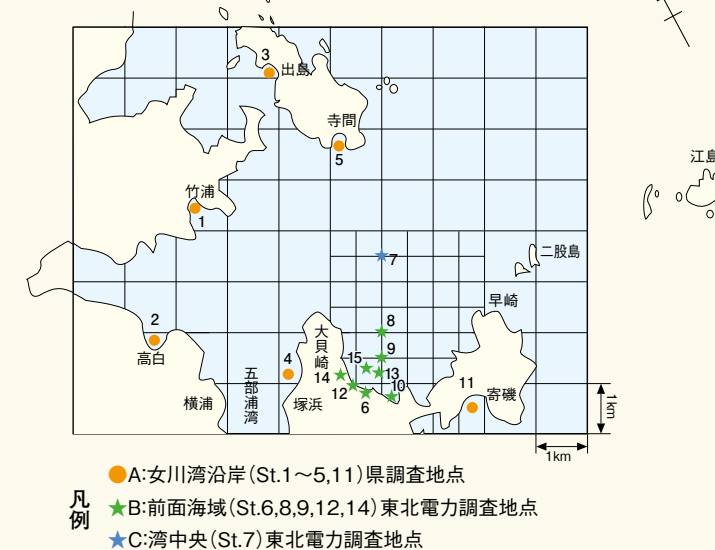 3
出島
寺間
5
江島
竹浦
1
7
二股島
早崎
2
高白
8
大貝崎
15
9
14
13
4
五部浦湾
12
10
6
11
寄磯
横浦
塚浜
1km
1km
凡例
A:女川湾沿岸(St.1～5,11)県調査地点
B:前面海域(St.6,8,9,12,14)東北電力調査地点
C:湾中央(St.7)東北電力調査地点